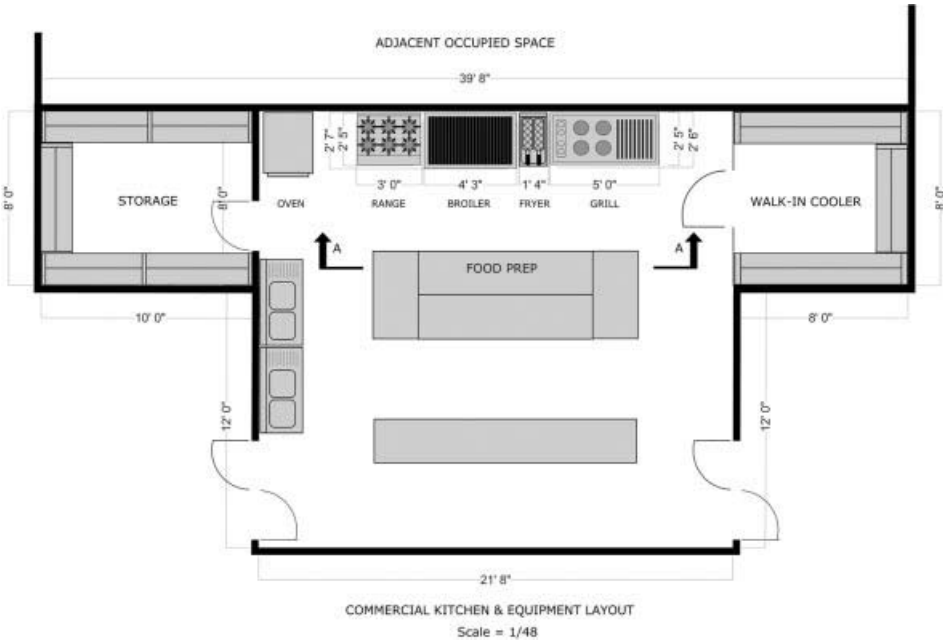 ADJACENT OCCUPIED SPACE
39' 8"
8' 0"
STORAGE
8' 0"
2' 7"
2' 5"
2' 5"
2' 6"
8' 0"
3' 0"
4' 3"
1' 4"
5' 0"
OVEN
RANGE
BROILER
FRYER
GRILL
WALK-IN COOLER
A
A
FOOD PREP
10' 0"
8' 0"
12' 0"
12' 0"
21' 8"
COMMERCIAL KITCHEN & EQUIPMENT LAYOUT
Scale = 1/48